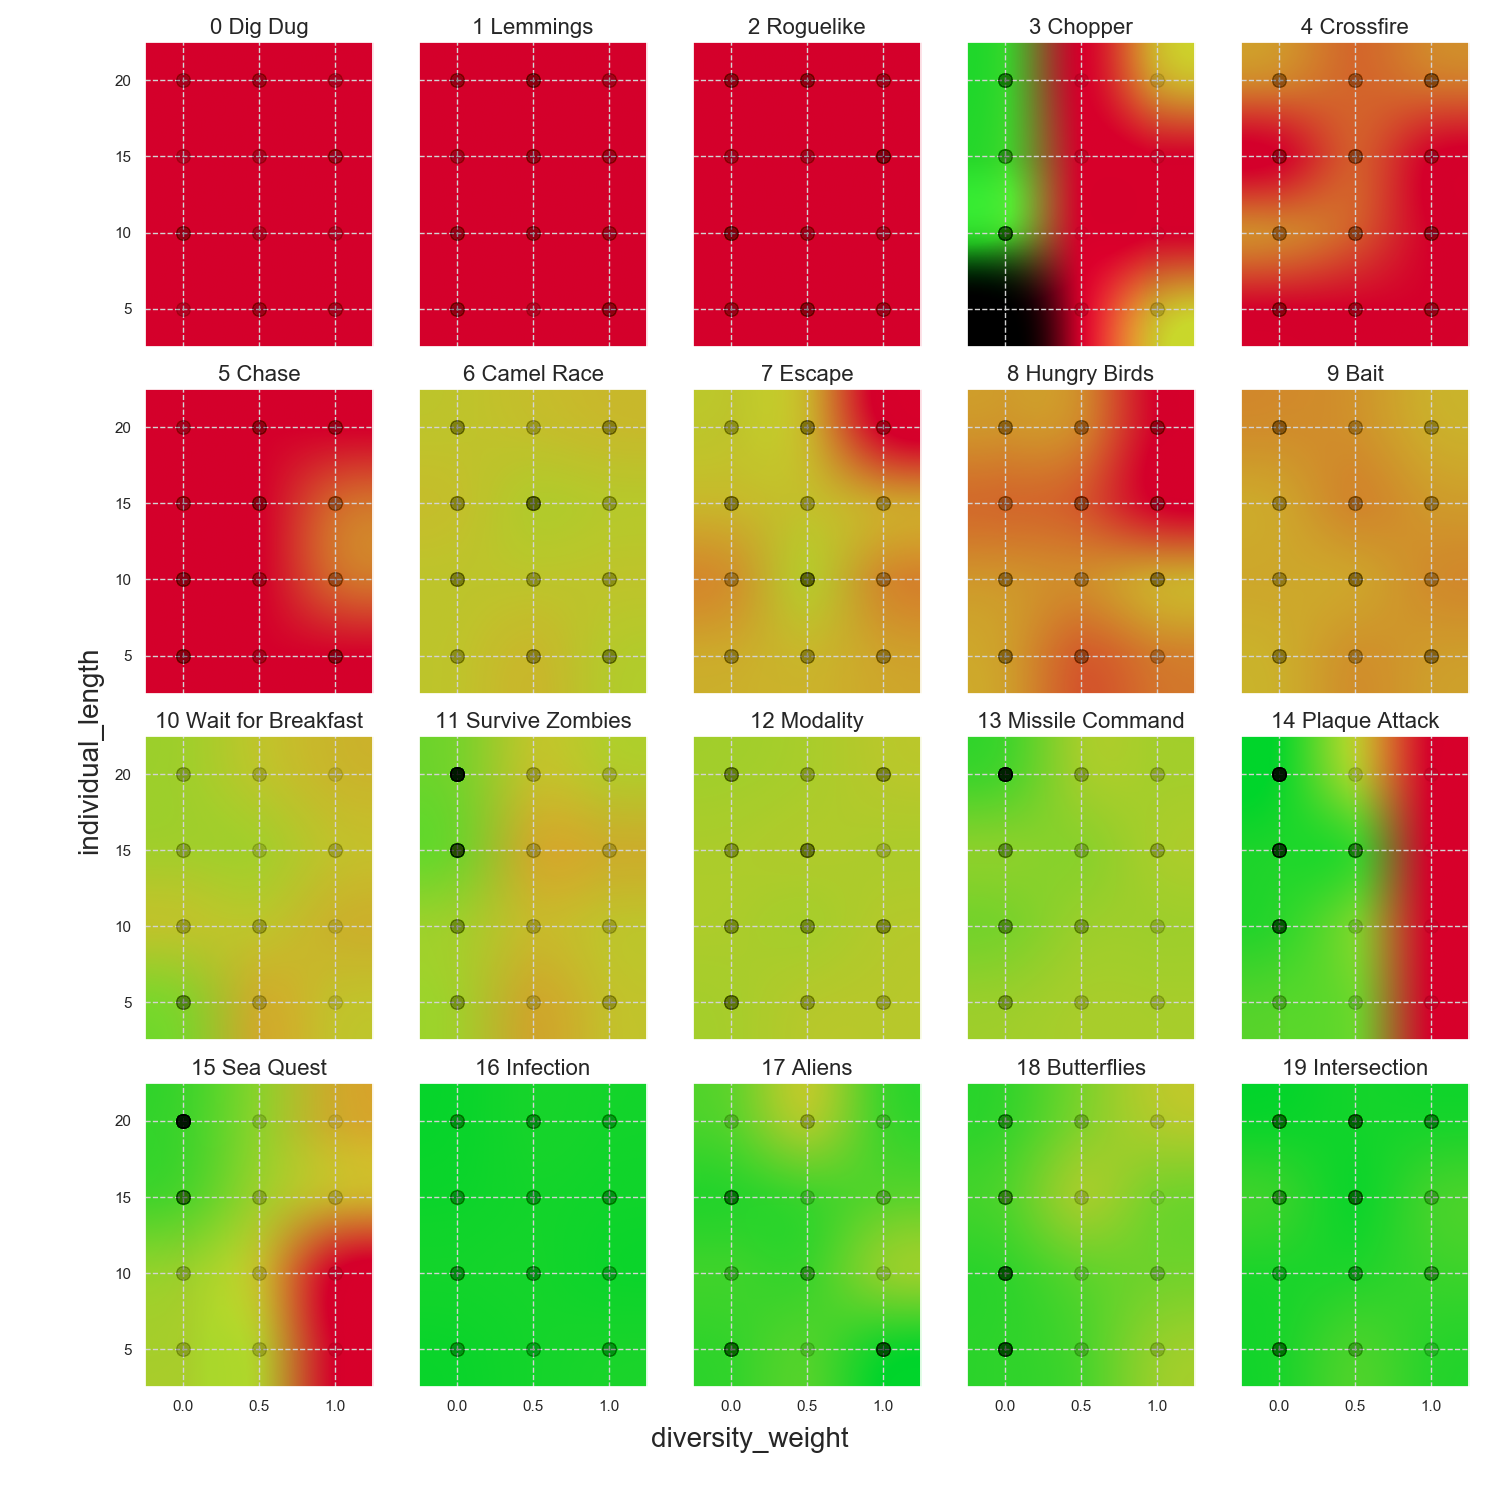 0 Dig Dug
1 Lemmings
2 Roguelike
3 Chopper
4 Crossfire
20
15
10
5
5 Chase
6 Camel Race
7 Escape
8 Hungry Birds
9 Bait
20
15
10
5
individual_length
10 Wait for Breakfast
11 Survive Zombies
12 Modality
13 Missile Command
14 Plaque Attack
20
15
10
5
15 Sea Quest
16 Infection
17 Aliens
18 Butterflies
19 Intersection
20
15
10
5
0.0 0.5 1.0
0.0 0.5 1.0
0.0 0.5 1.0
0.0 0.5 1.0
0.0 0.5 1.0
diversity_weight